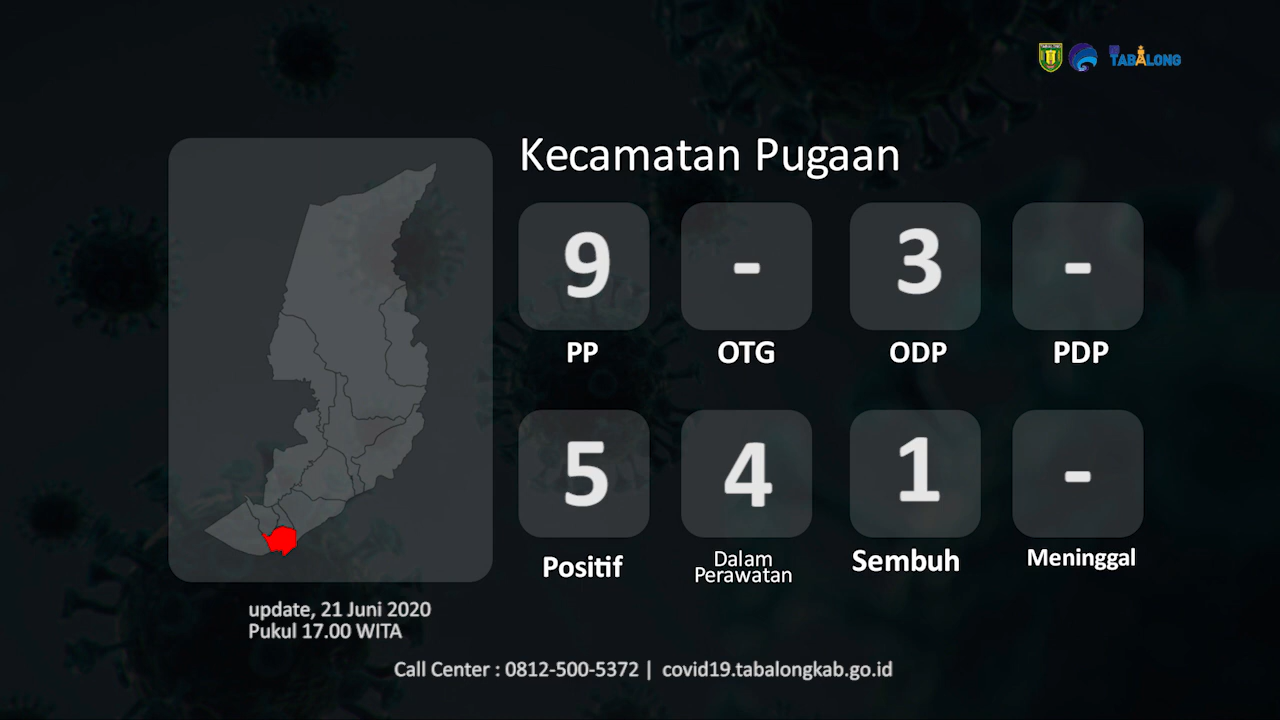 TABALONG
Kecamatan Pugaan
9 - 3 -
PP OTG ODP PDP
5 4 1 -
Positif Dalam Perawatan Sembuh Meninggal
update, 21 Juni 2020
Pukul 17.00 WITA
Call Center : 0812-500-5372 | covid19.tabalongkab.go.id